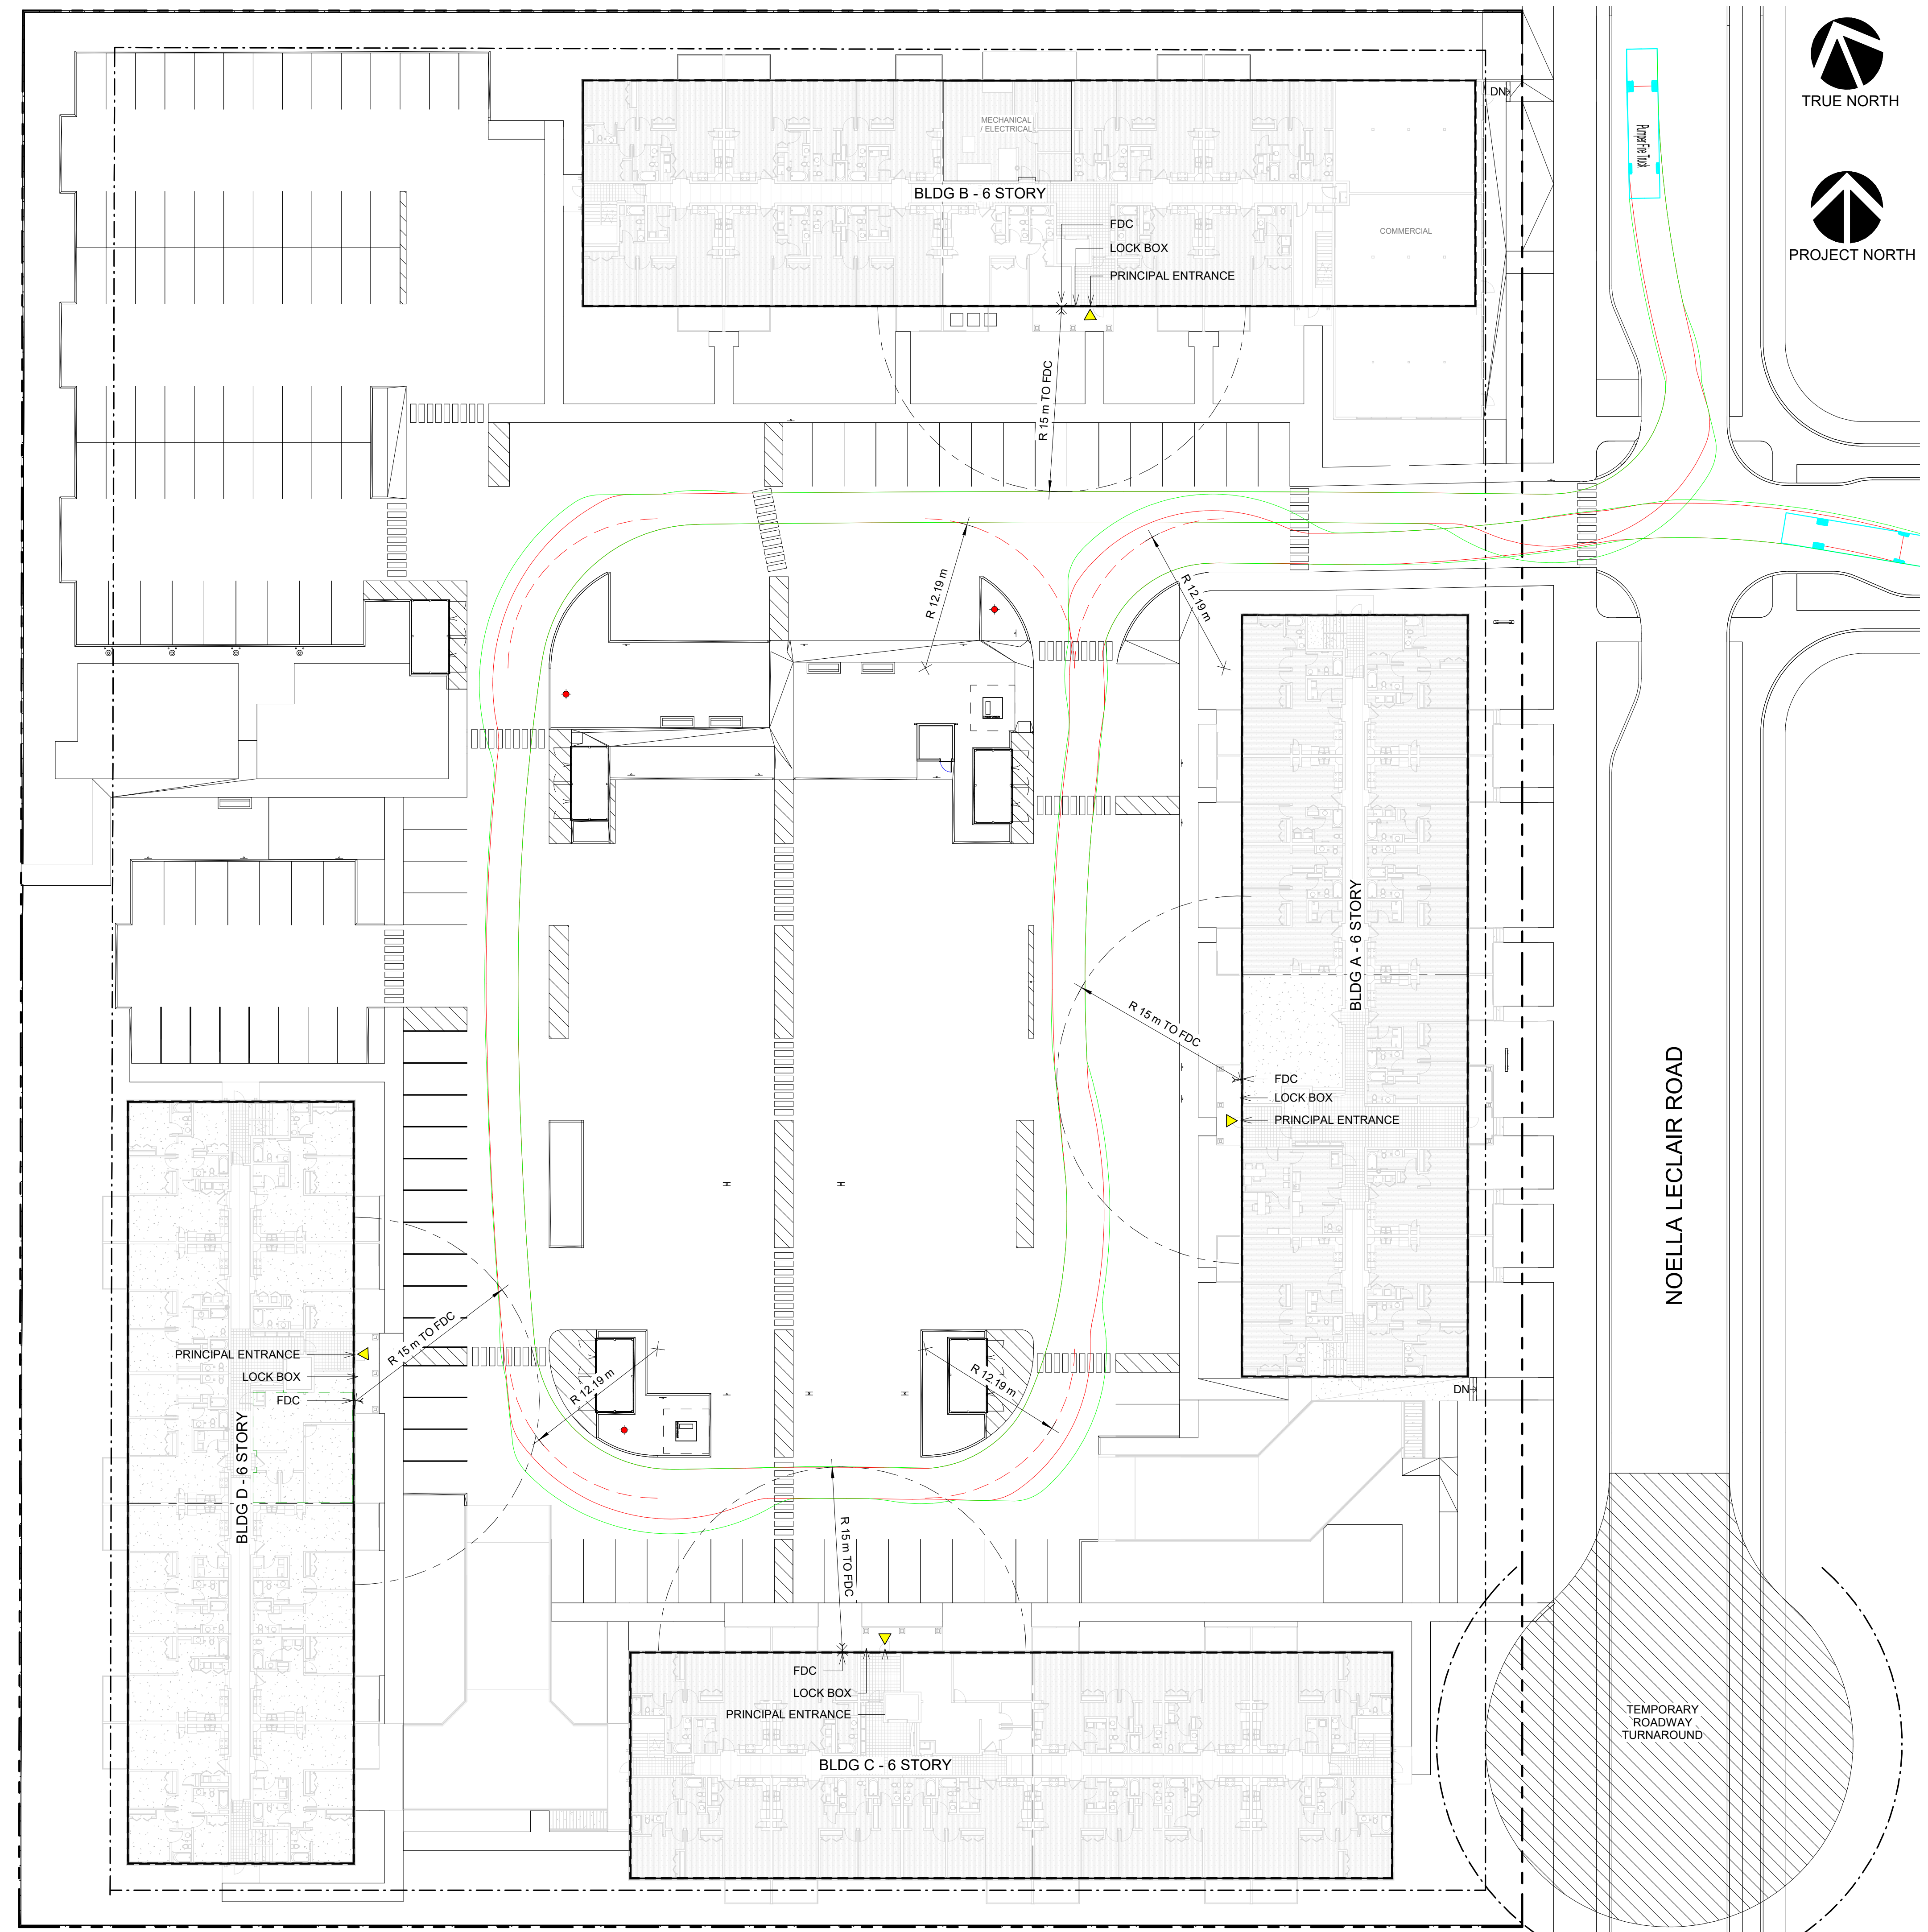 TRUE NORTH
PROJECT NORTH
Pumper Fire Truck
DN
MECHANICAL
/ ELECTRICAL
BLDG B - 6 STORY
COMMERCIAL
FDC
LOCK BOX
PRINCIPAL ENTRANCE
R 15 m TO FDC
R 12.19 m
R 12.19 m
BLDG A - 6 STORY
R 15 m TO FDC
FDC
LOCK BOX
PRINCIPAL ENTRANCE
NOELLA LECLAIR ROAD
R 15 m TO FDC
PRINCIPAL ENTRANCE
LOCK BOX
FDC
BLDG D - 6 STORY
R 12.19 m
R 12.19 m
DN
R 15 m TO FDC
FDC
LOCK BOX
PRINCIPAL ENTRANCE
BLDG C - 6 STORY
TEMPORARY
ROADWAY
TURNAROUND